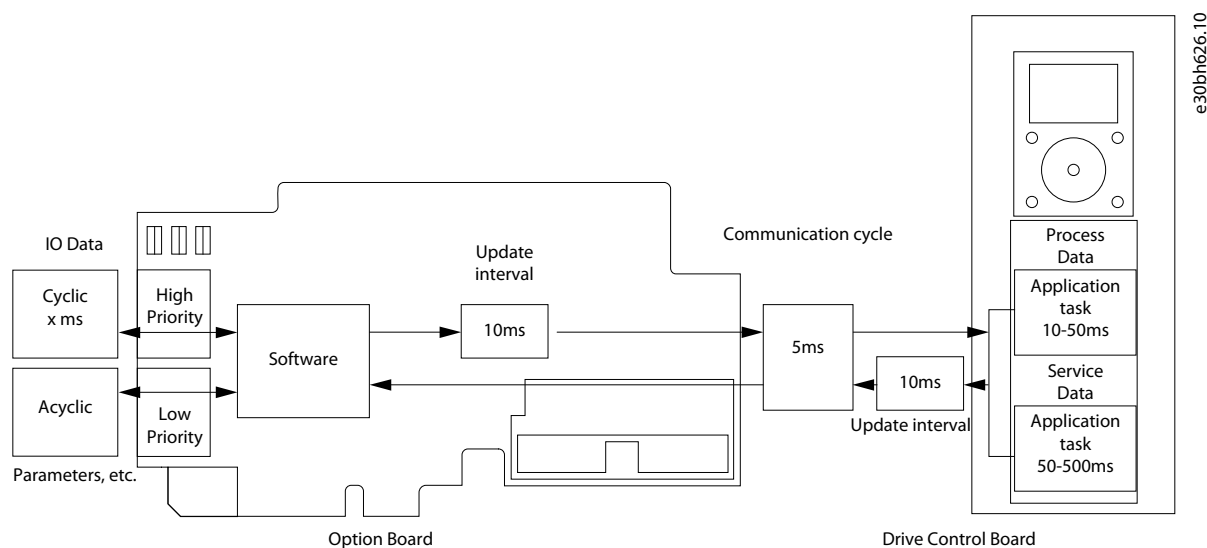 e30bh626.10
IO Data
Cyclic
x ms
Acyclic
Parameters, etc.
High
Priority
Low
Priority
Software
Update
interval
10ms
Communication cycle
5ms
10ms
Update interval
Process
Data
Application
task
10-50ms
Service
Data
Application
task
50-500ms
Option Board
Drive Control Board